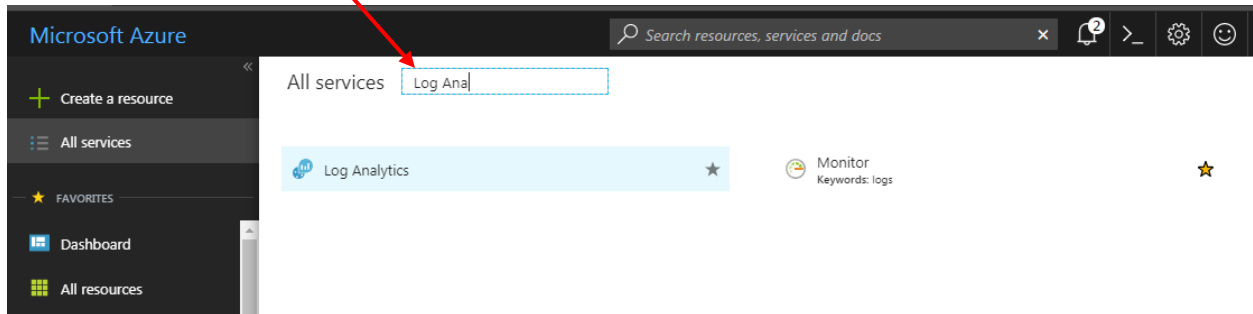 Microsoft Azure
Search resources, services and docs
2
>_
«
Create a resource
All services
FAVORITES
Dashboard
All resources
All services
Log Ana
Log Analytics
Monitor
Keywords: logs